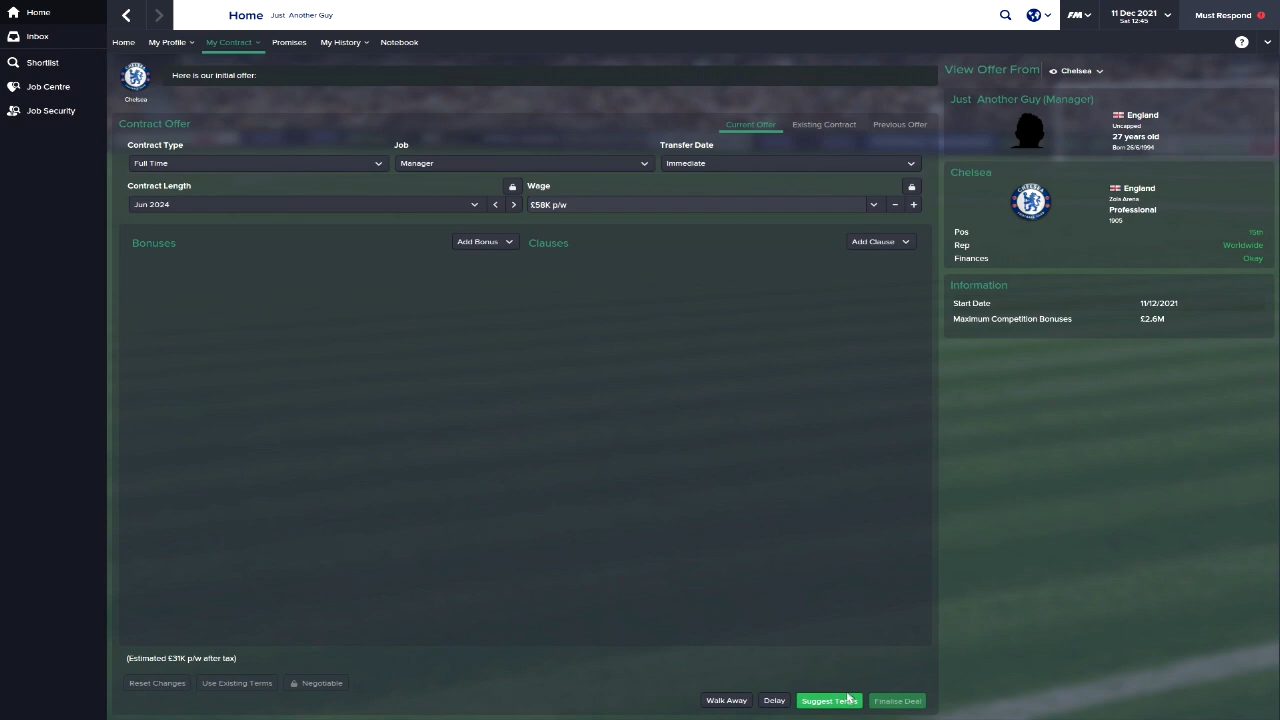 Home
Inbox
Shortlist
Job Centre
Job Security
Home Just Another Guy
FM
11 Dec 2021
Sat 12:45
Must Respond
Home My Profile My Contract Promises My History Notebook
?
Chelsea
Here is our initial offer:
Contract Offer
Current Offer Existing Contract Previous Offer
Contract Type Job Transfer Date
Full Time Manager Immediate
Contract Length Wage
Jun 2024 £58K p/w
Bonuses Add Bonus Clauses Add Clause
(Estimated £31K p/w after tax)
Reset Changes Use Existing Terms Negotiable
Walk Away Delay Suggest Terms Finalise Deal
View Offer From Chelsea
Just Another Guy (Manager)
England
Uncapped
27 years old
Born 26/6/1994
Chelsea
England
Zola Arena
Professional
1905
Pos 15th
Rep Worldwide
Finances Okay
Information
Start Date 11/12/2021
Maximum Competition Bonuses £2.6M